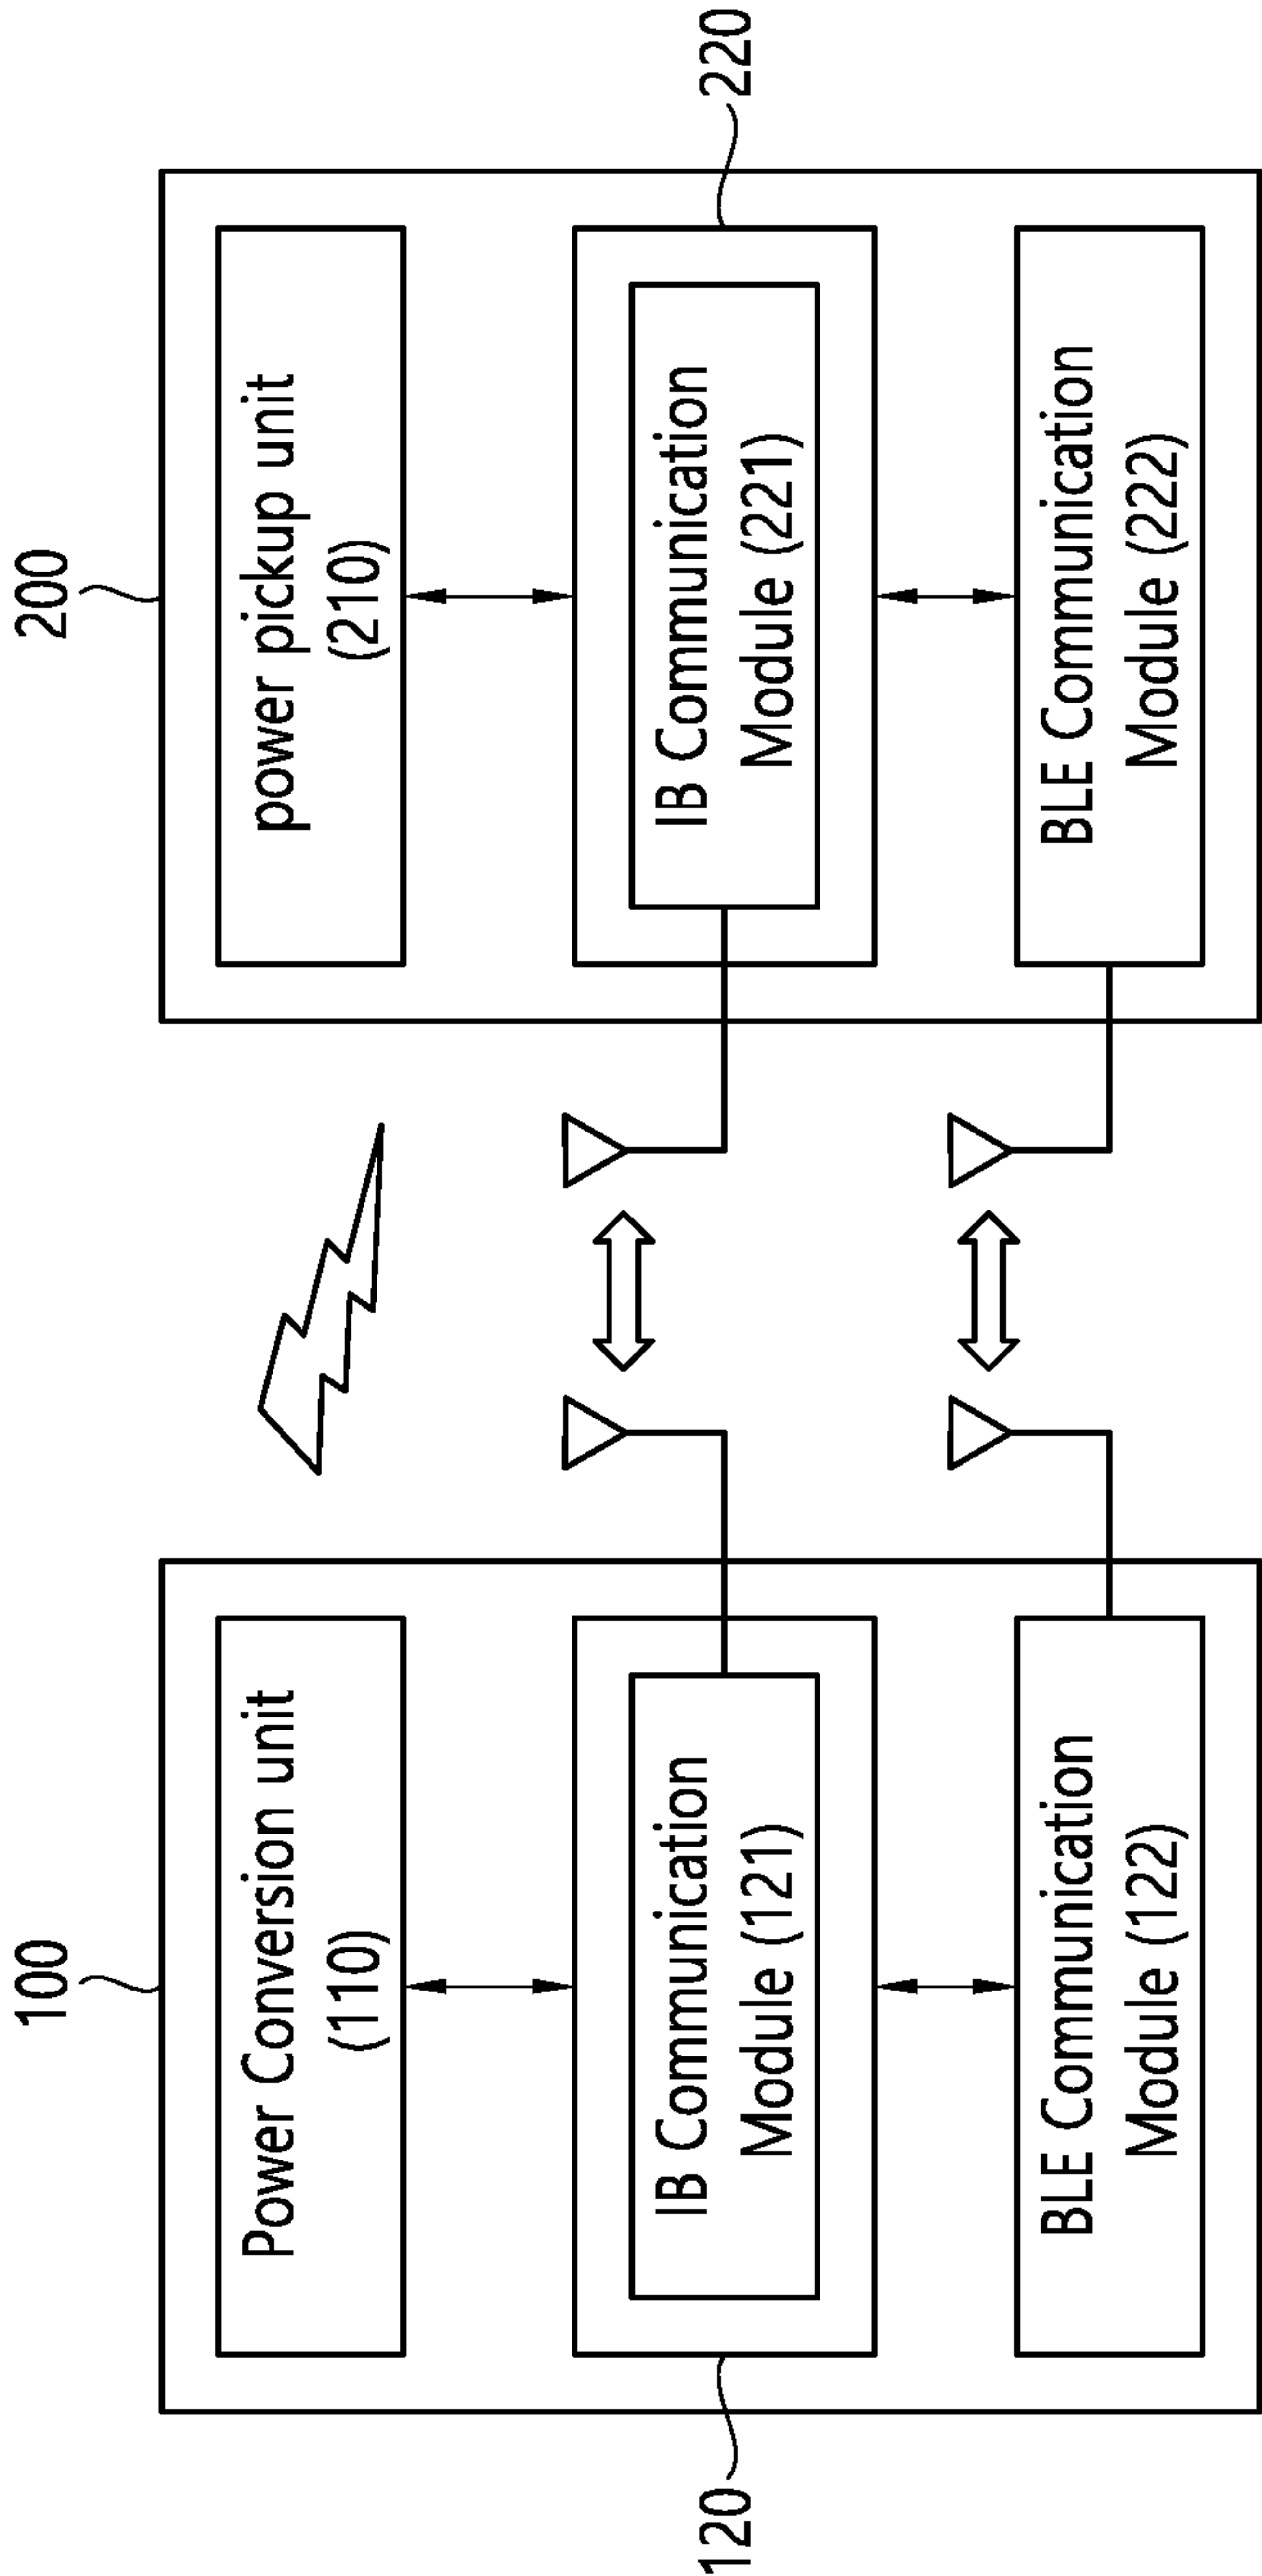 100
Power Conversion unit
(110)
120
IB Communication
Module (121)
BLE Communication
Module (122)
200
power pickup unit
(210)
220
IB Communication
Module (221)
BLE Communication
Module (222)